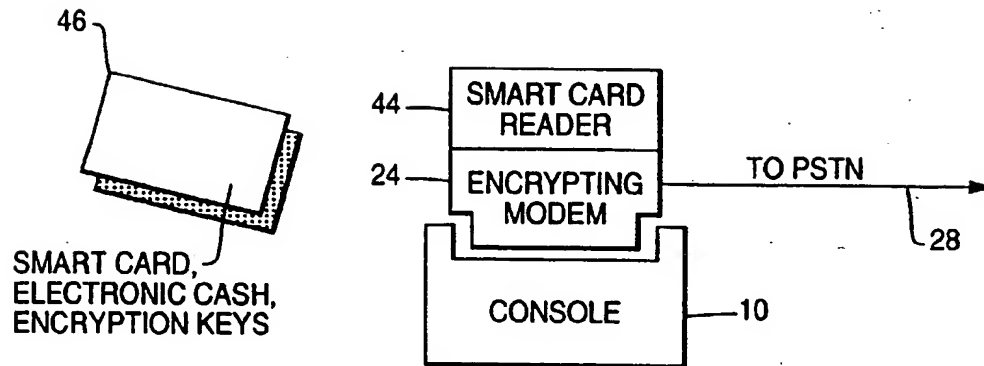 46
SMART CARD,
ELECTRONIC CASH,
ENCRYPTION KEYS
44
SMART CARD
READER
24
ENCRYPTING
MODEM
TO PSTN
28
CONSOLE
10